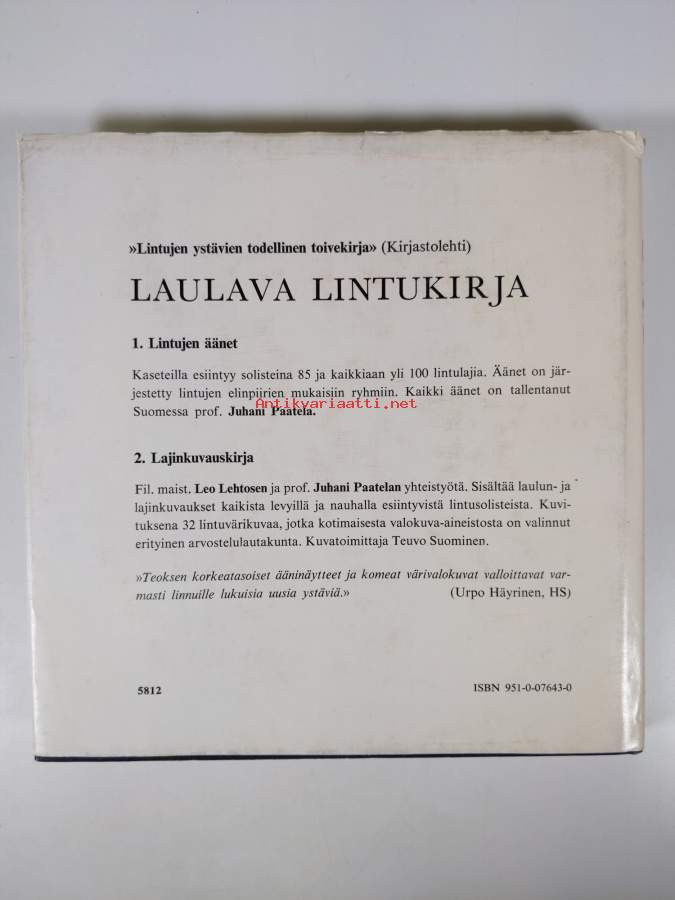 »Lintujen ystävien todellinen toivekirja» (Kirjastolehti)
LAULAVA LINTUKIRJA
1. Lintujen äänet
Kaseteilla esiintyy solisteina 85 ja kaikkiaan yli 100 lintulajia. Äänet on jär-
jestetty lintujen elinpiirien mukaisiin ryhmiin. Kaikki äänet on tallentanut
Antikvariaatti.net
Suomessa prof. Juhani Paatela.
2. Lajinkuvauskirja
Fil. maist. Leo Lehtosen ja prof. Juhani Paatelan yhteistyötä. Sisältää laulun- ja
lajinkuvaukset kaikista levyillä ja nauhalla esiintyvistä lintusolisteista. Kuvi-
tuksena 32 lintuvärikuvaa, jotka kotimaisesta valokuva-aineistosta on valinnut
erityinen arvostelulautakunta. Kuvatoimittaja Teuvo Suominen.
»Teoksen korkeatasoiset ääninäytteet ja komeat värivalokuvat valloittavat var-
masti linnuille lukuisia uusia ystäviä.» (Urpo Häyrinen, HS)
5812 ISBN 951-0-07643-0